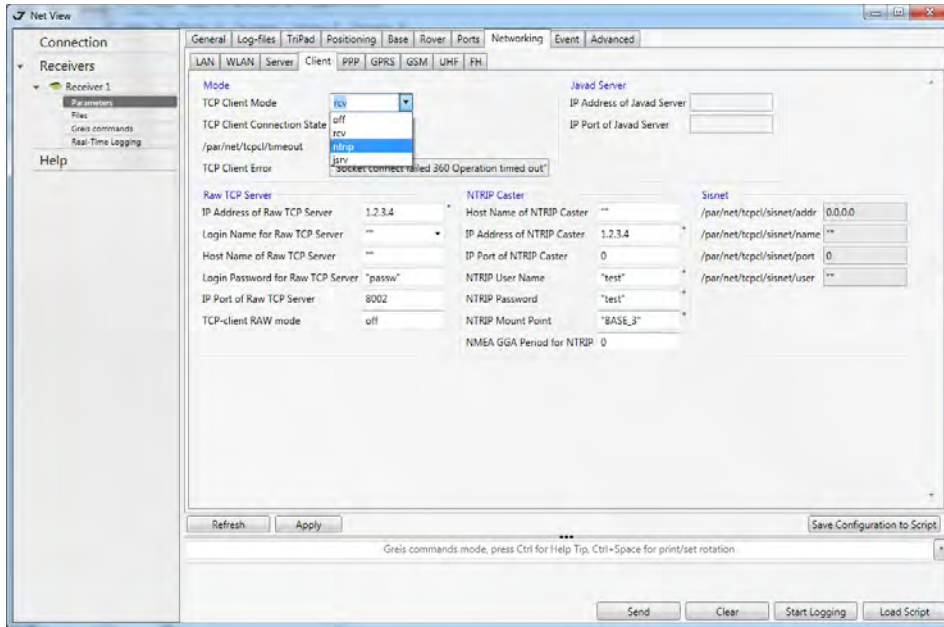 Net View
Connection
Receivers
Receiver 1
Parameters
Files
Greis commands
Real-Time Logging
Help
General Log-files TriPad Positioning Base Rover Ports Networking Event Advanced
LAN WLAN Server Client PPP GPRS GSM UHF FH
Mode
TCP Client Mode rcv
off
rcv
ntrip
jsrv
TCP Client Connection State
/par/net/tcpcl/timeout
TCP Client Error "Socket connect failed 360 Operation timed out"
Javad Server
IP Address of Javad Server
IP Port of Javad Server
Raw TCP Server
IP Address of Raw TCP Server 1.2.3.4 *
Login Name for Raw TCP Server ""
Host Name of Raw TCP Server ""
Login Password for Raw TCP Server "passw"
IP Port of Raw TCP Server 8002
TCP-client RAW mode off
NTRIP Caster
Host Name of NTRIP Caster ""
IP Address of NTRIP Caster 1.2.3.4 *
IP Port of NTRIP Caster 0
NTRIP User Name "test" *
NTRIP Password "test" *
NTRIP Mount Point "BASE_3" *
NMEA GGA Period for NTRIP 0
Sisnet
/par/net/tcpcl/sisnet/addr 0.0.0.0
/par/net/tcpcl/sisnet/name ""
/par/net/tcpcl/sisnet/port 0
/par/net/tcpcl/sisnet/user ""
Refresh Apply Save Configuration to Script
Greis commands mode, press Ctrl for Help Tip, Ctrl+Space for print/set rotation
Send Clear Start Logging Load Script